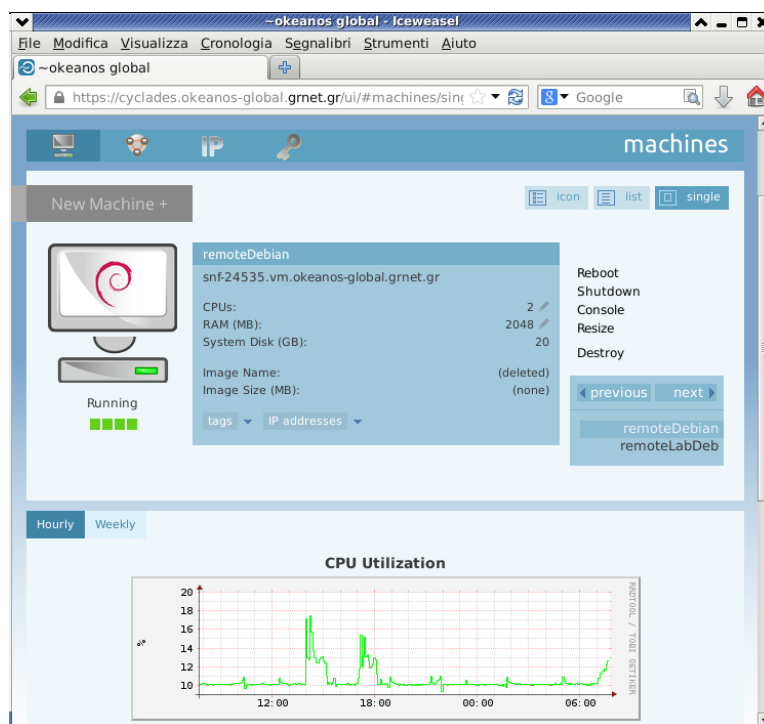 ~okeanos global - Iceweasel
File Modifica Visualizza Cronologia Segnalibri Strumenti Aiuto
~okeanos global
https://cyclades.okeanos-global.grnet.gr/ui/#machines/sing
Google
IP
machines
New Machine +
icon list single
remoteDebian
snf-24535.vm.okeanos-global.grnet.gr
CPUs: 2
RAM (MB): 2048
System Disk (GB): 20
Image Name: (deleted)
Image Size (MB): (none)
tags IP addresses
Running
Reboot
Shutdown
Console
Resize
Destroy
previous next
remoteDebian
remoteLabDeb
Hourly Weekly
CPU Utilization
%
20
18
16
14
12
10
12:00 18:00 00:00 06:00
RRDTOOL / TOBI OETIKER